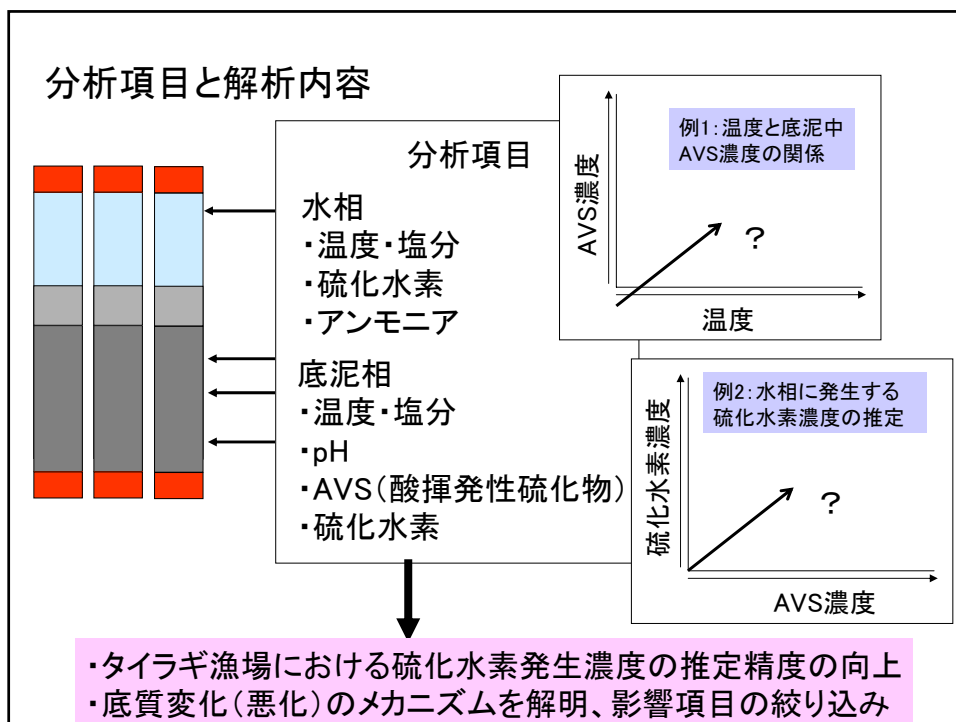 分析項目と解析内容
分析項目
水相
・温度・塩分
・硫化水素
・アンモニア
底泥相
・温度・塩分
・pH
・AVS(酸揮発性硫化物)
・硫化水素
例1:温度と底泥中
AVS濃度の関係
AVS濃度
?
温度
例2:水相に発生する
硫化水素濃度の推定
硫化水素濃度
?
AVS濃度
・タイラギ漁場における硫化水素発生濃度の推定精度の向上
・底質変化(悪化)のメカニズムを解明、影響項目の絞り込み